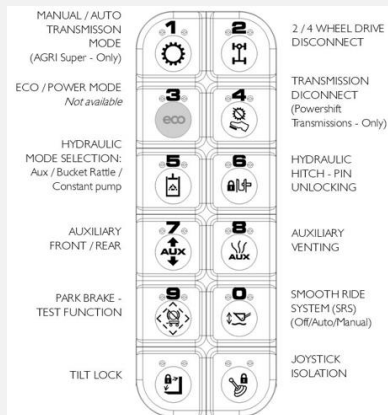 MANUAL / AUTO
TRANSMISSON
MODE
(AGRI Super - Only)
1
2
2 / 4 WHEEL DRIVE
DISCONNECT
ECO / POWER MODE
Not available
3
eco
4
TRANSMISSION
DICONNECT
(Powershift
Transmissions - Only)
HYDRAULIC
MODE SELECTION:
Aux / Bucket Rattle /
Constant pump
5
6
HYDRAULIC
HITCH - PIN
UNLOCKING
AUXILIARY
FRONT / REAR
7
AUX
8
AUX
AUXILIARY
VENTING
PARK BRAKE -
TEST FUNCTION
9
0
SMOOTH RIDE
SYSTEM (SRS)
(Off/Auto/Manual)
TILT LOCK
JOYSTICK
ISOLATION